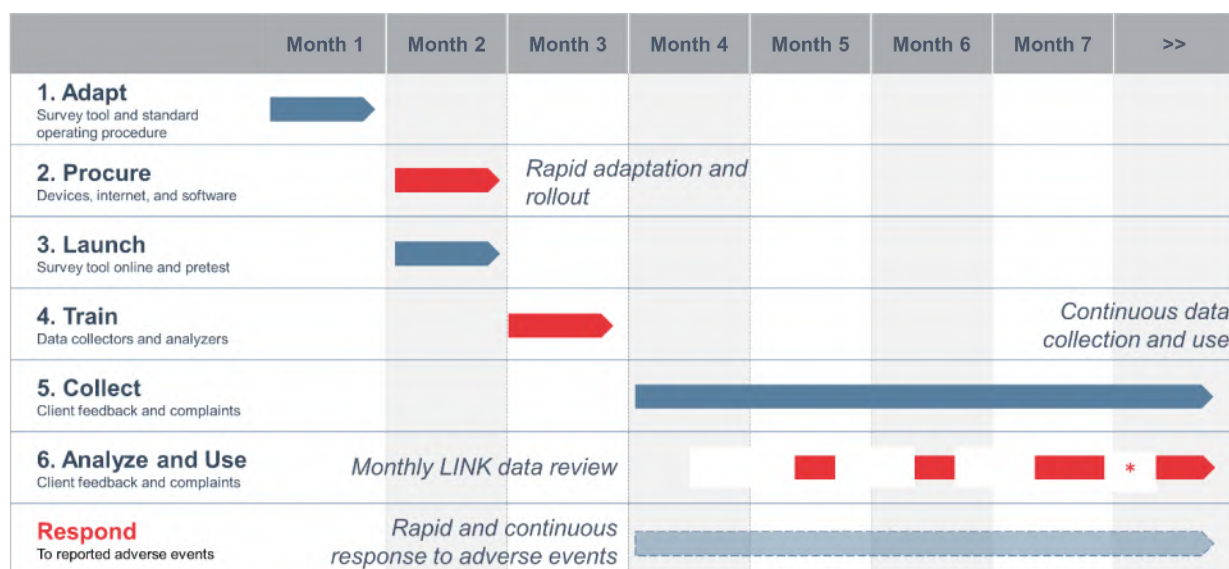 Month 1 Month 2 Month 3 Month 4 Month 5 Month 6 Month 7 >>
1. Adapt
Survey tool and standard
operating procedure
2. Procure
Devices, internet, and software
Rapid adaptation and
rollout
3. Launch
Survey tool online and pretest
4. Train
Data collectors and analyzers
Continuous data
collection and use
5. Collect
Client feedback and complaints
6. Analyze and Use
Client feedback and complaints
Monthly LINK data review
*
Respond
To reported adverse events
Rapid and continuous
response to adverse events